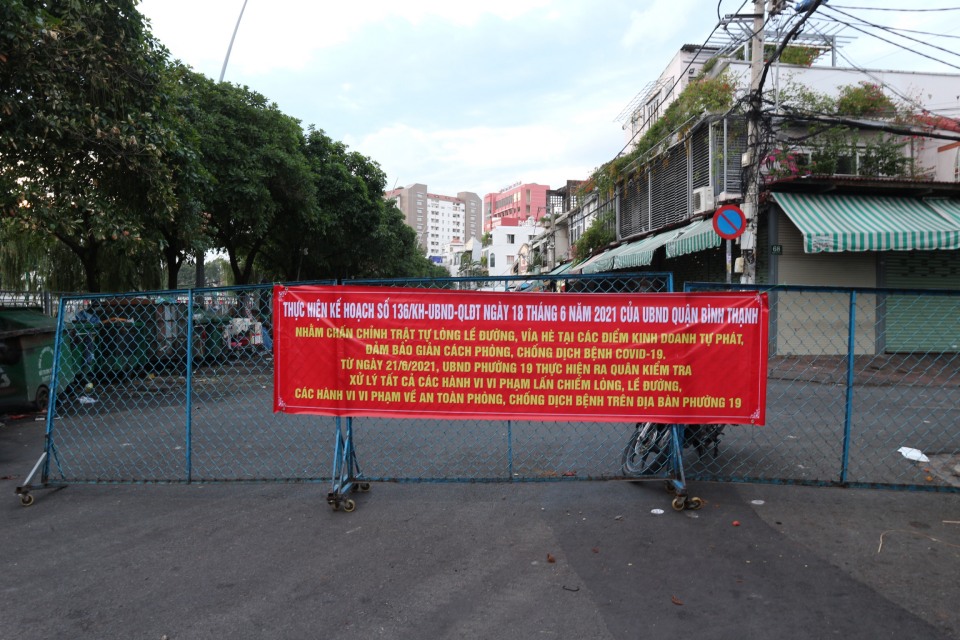 THỰC HIỆN KẾ HOẠCH SỐ 136/KH-UBND-QLĐT NGÀY 18 THÁNG 6 NĂM 2021 CỦA UBND QUẬN BÌNH THẠNH
NHẰM CHẤN CHỈNH TRẬT TỰ LÒNG LỀ ĐƯỜNG, VỈA HÈ TẠI CÁC ĐIỂM KINH DOANH TỰ PHÁT,
ĐẢM BẢO GIÃN CÁCH PHÒNG, CHỐNG DỊCH BỆNH COVID-19.
TỪ NGÀY 21/6/2021, UBND PHƯỜNG 19 THỰC HIỆN RA QUÂN KIỂM TRA
XỬ LÝ TẤT CẢ CÁC HÀNH VI VI PHẠM LẤN CHIẾM LÒNG, LỀ ĐƯỜNG,
CÁC HÀNH VI VI PHẠM VỀ AN TOÀN PHÒNG, CHỐNG DỊCH BỆNH TRÊN ĐỊA BÀN PHƯỜNG 19